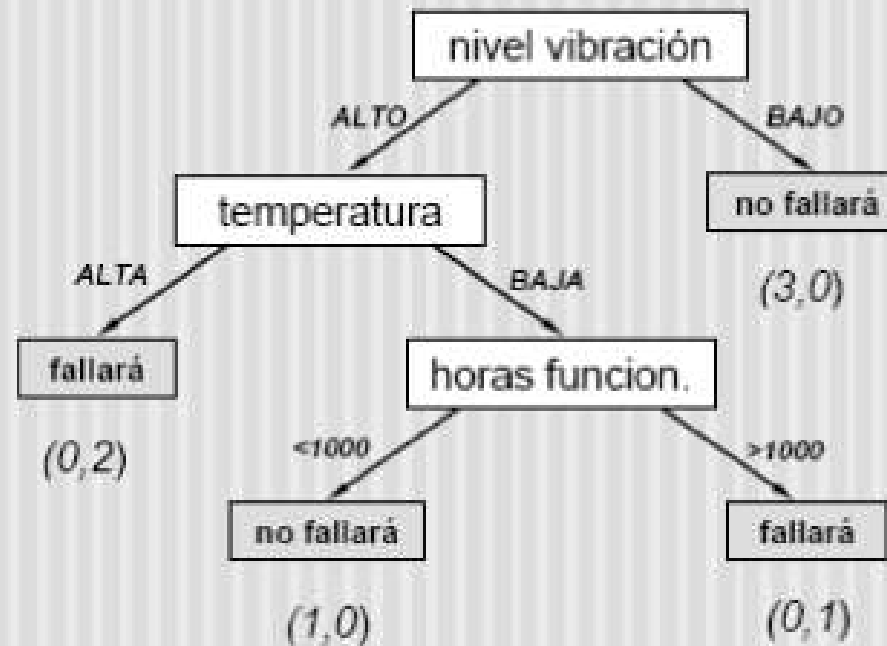 nivel vibración
ALTO
BAJO
temperatura
no fallará
(3,0)
ALTA
BAJA
fallará
(0,2)
horas funcion.
<1000
>1000
no fallará
(1,0)
fallará
(0,1)